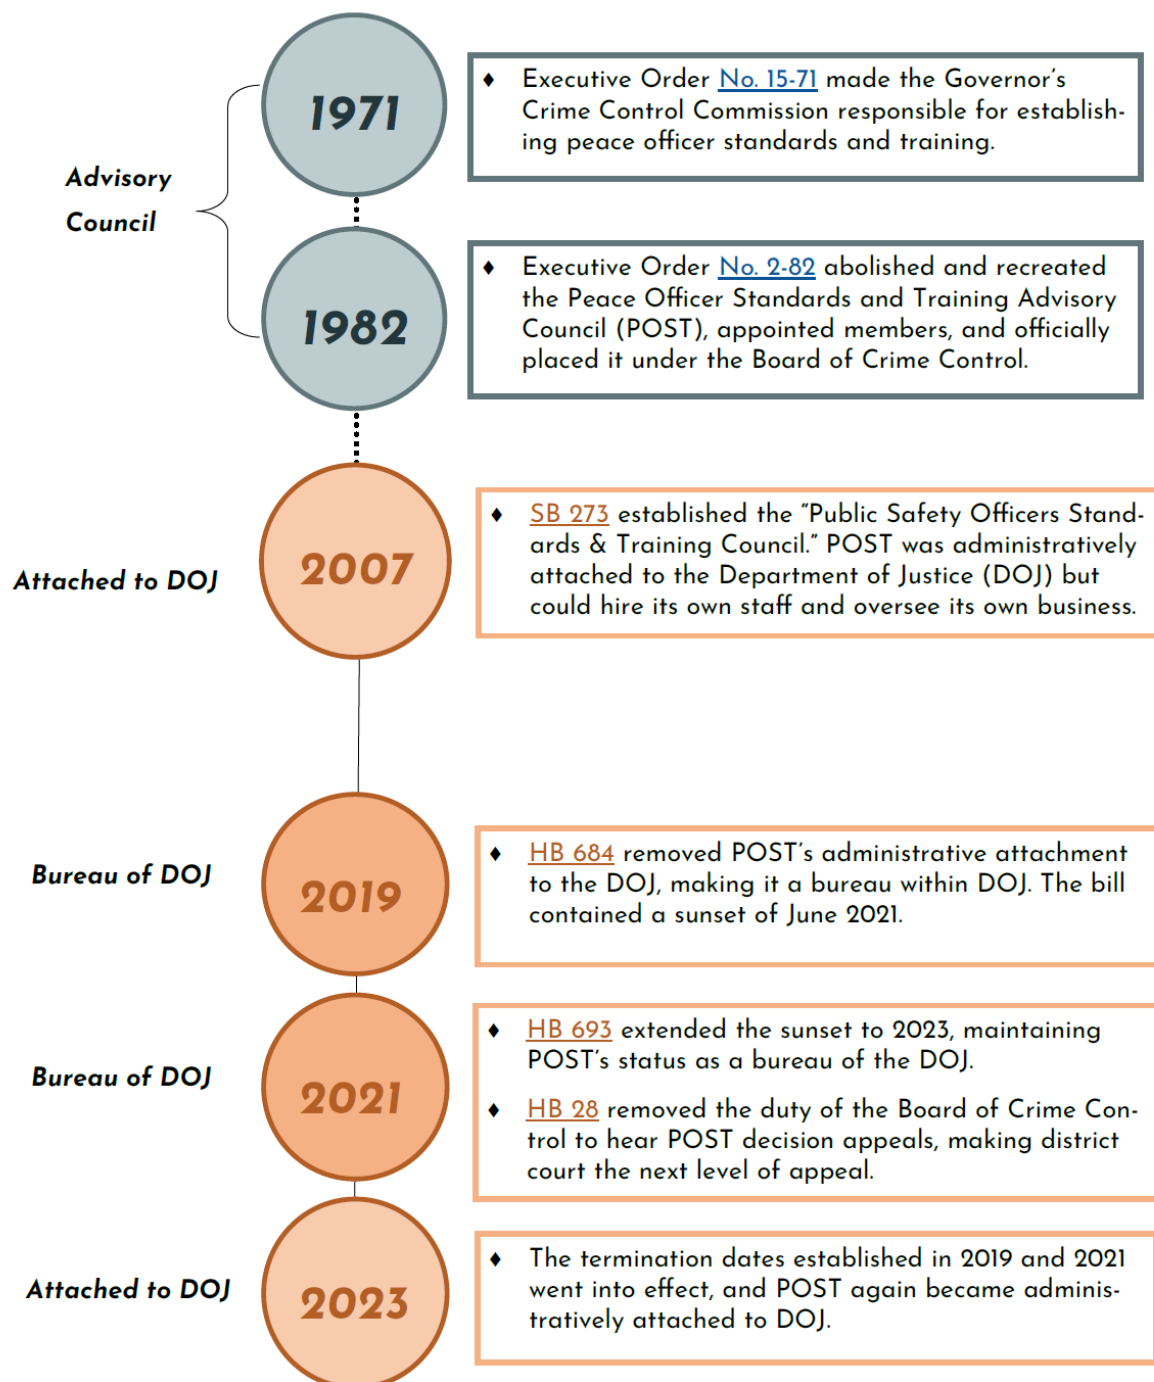 1971
♦ Executive Order No. 15-71 made the Governor's
Crime Control Commission responsible for establish-
ing peace officer standards and training.
Advisory
Council
1982
♦ Executive Order No. 2-82 abolished and recreated
the Peace Officer Standards and Training Advisory
Council (POST), appointed members, and officially
placed it under the Board of Crime Control.
Attached to DOJ
2007
♦ SB 273 established the “Public Safety Officers Stand-
ards & Training Council.” POST was administratively
attached to the Department of Justice (DOJ) but
could hire its own staff and oversee its own business.
Bureau of DOJ
2019
♦ HB 684 removed POST's administrative attachment
to the DOJ, making it a bureau within DOJ. The bill
contained a sunset of June 2021.
Bureau of DOJ
2021
♦ HB 693 extended the sunset to 2023, maintaining
POST's status as a bureau of the DOJ.
♦ HB 28 removed the duty of the Board of Crime Con-
trol to hear POST decision appeals, making district
court the next level of appeal.
Attached to DOJ
2023
♦ The termination dates established in 2019 and 2021
went into effect, and POST again became adminis-
tratively attached to DOJ.